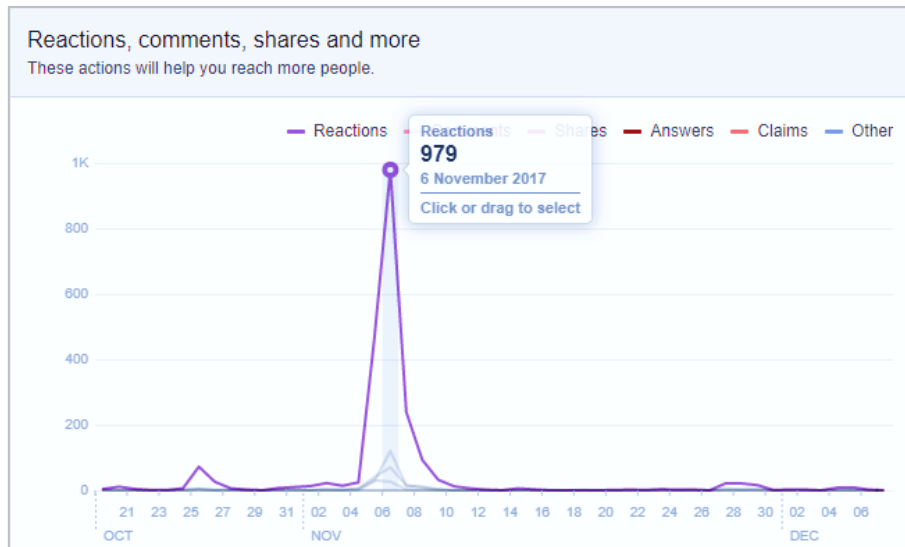 Reactions, comments, shares and more
These actions will help you reach more people.
Reactions Shares Answers Claims Other
Reactions
979
6 November 2017
Click or drag to select
1K
800
600
400
200
0
21 23 25 27 29 31 02 04 06 08 10 12 14 16 18 20 22 24 26 28 30 02 04 06
OCT NOV DEC